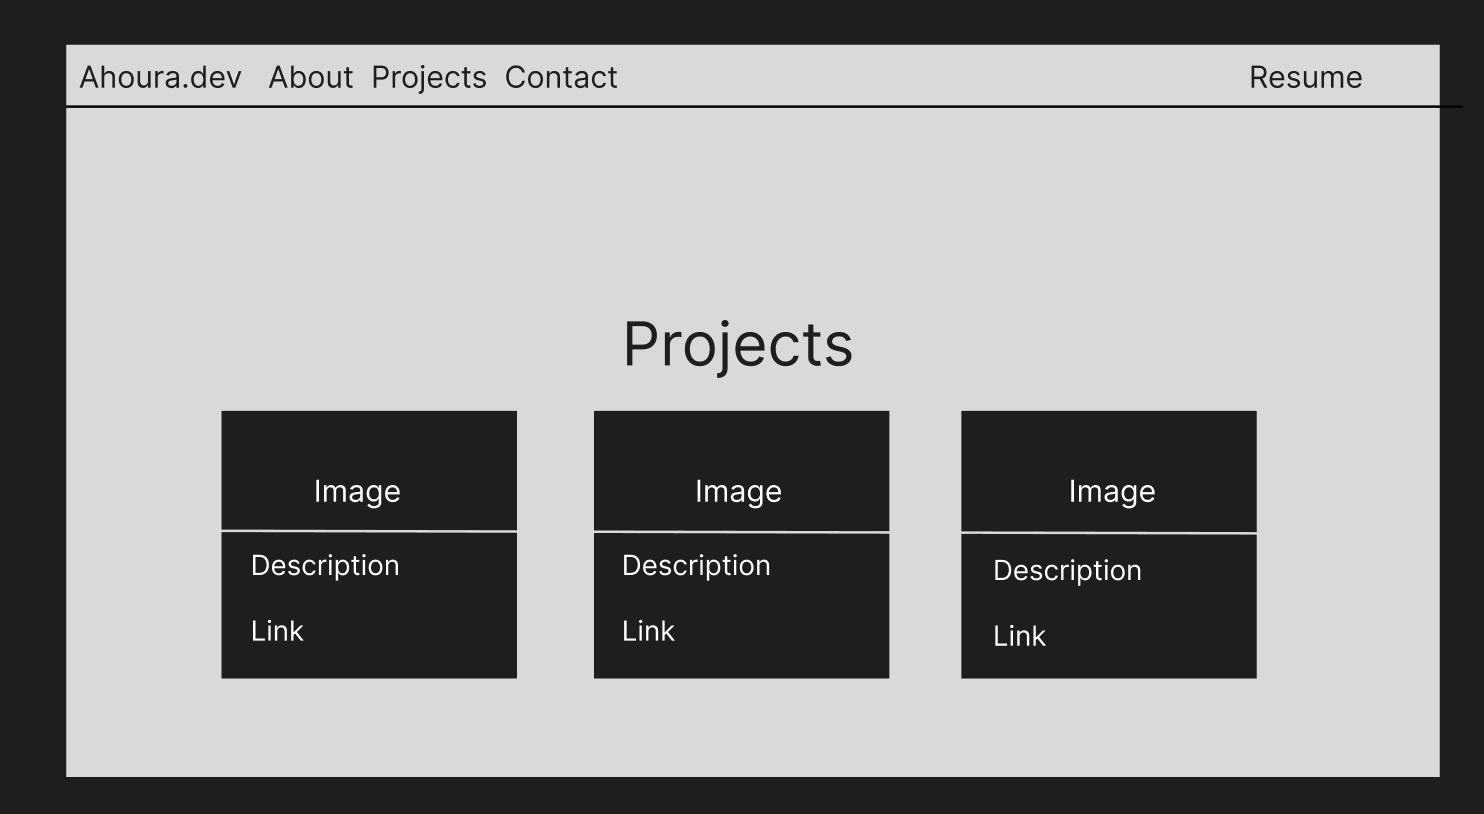 Ahoura.dev About Projects Contact Resume
Projects
Image Image Image
Description Description Description
Link Link Link